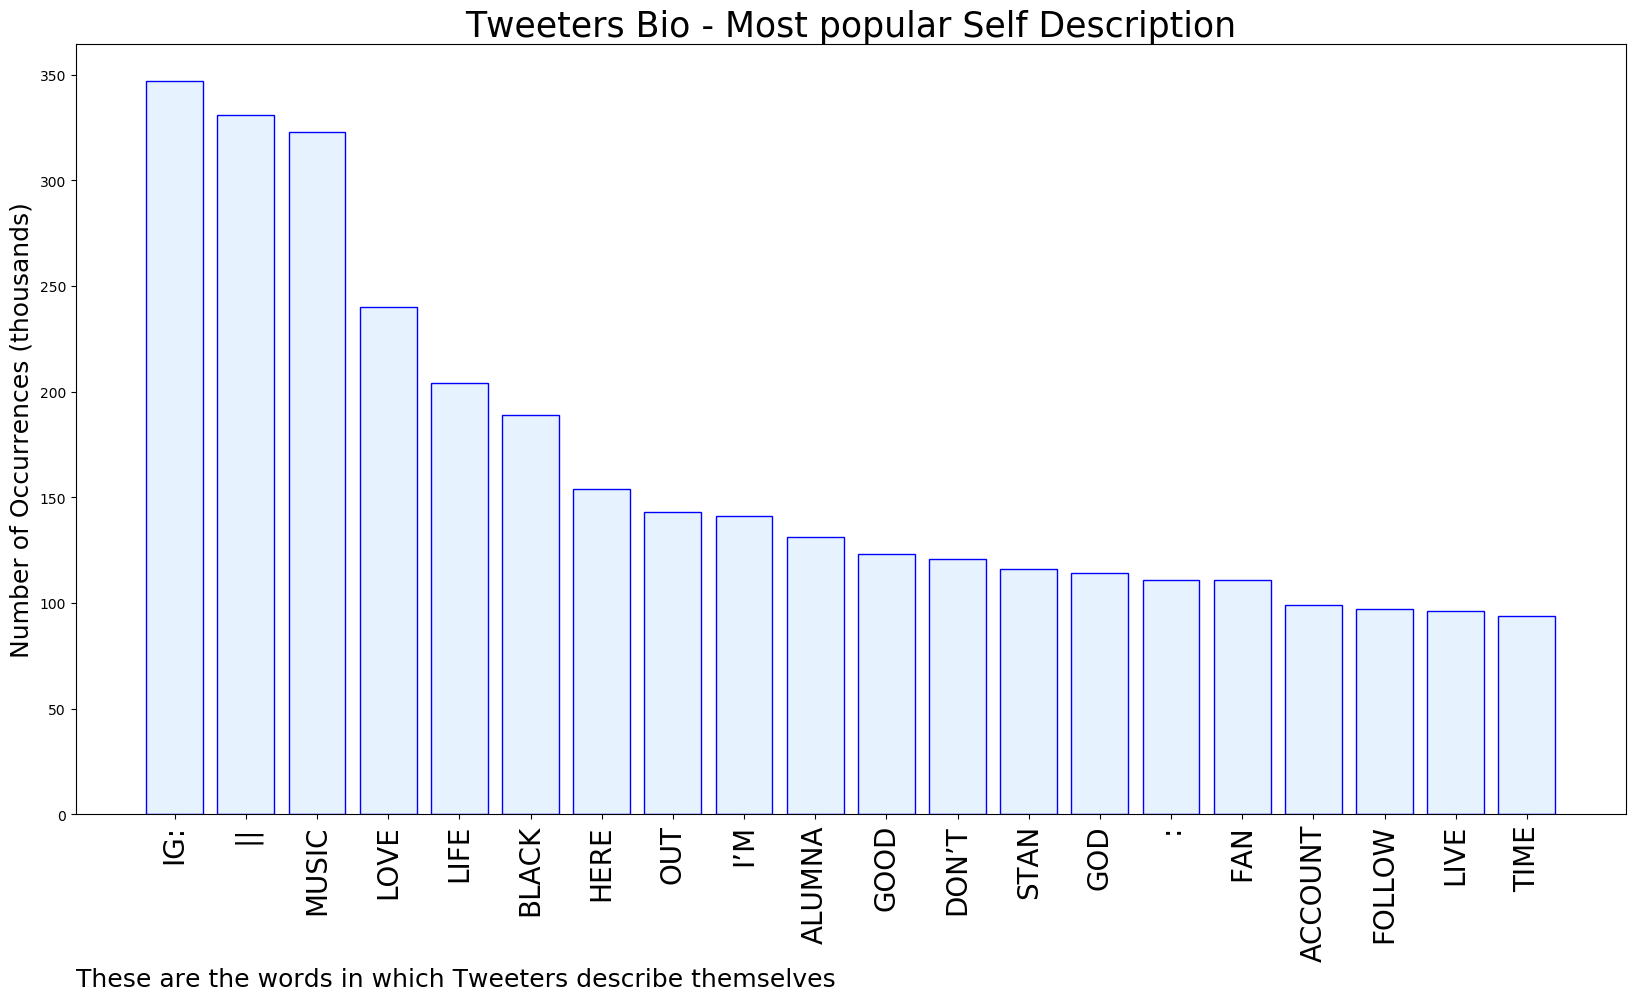 Tweeters Bio - Most popular Self Description
Number of Occurrences (thousands)
350
300
250
200
150
100
50
0
IG:
||
MUSIC
LOVE
LIFE
BLACK
HERE
OUT
I’M
ALUMNA
GOOD
DON’T
STAN
GOD
:
FAN
ACCOUNT
FOLLOW
LIVE
TIME
These are the words in which Tweeters describe themselves